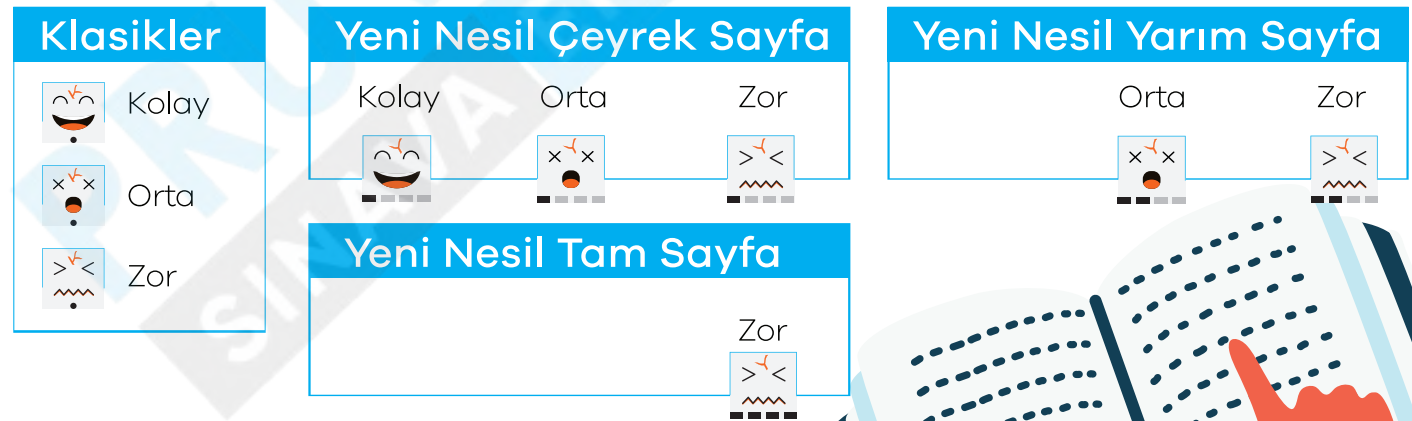 Klasikler
Kolay
Orta
Zor
Yeni Nesil Çeyrek Sayfa
Kolay Orta Zor
Yeni Nesil Yarım Sayfa
Orta Zor
Yeni Nesil Tam Sayfa
Zor
SINAVA